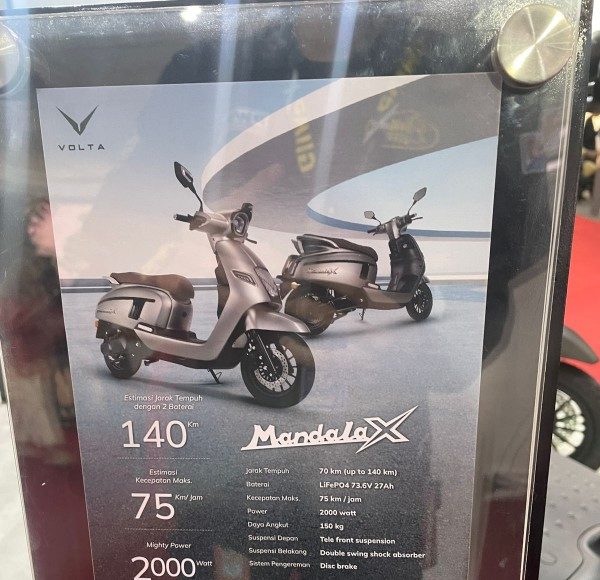 VOLTA
Estimasi Jarak Tempuh
dengan 2 Baterai
140 Km
Estimasi
Kecepatan Maks.
75 Km/Jam
Mighty Power
2000 Watt
MandalaX
Jarak Tempuh 70 km (up to 140 km)
Baterai LiFePO4 73.6V 27Ah
Kecepatan Maks. 75 km / jam
Power 2000 watt
Daya Angkut 150 kg
Suspensi Depan Tele front suspension
Suspensi Belakang Double swing shock absorber
Sistem Pengereman Disc brake